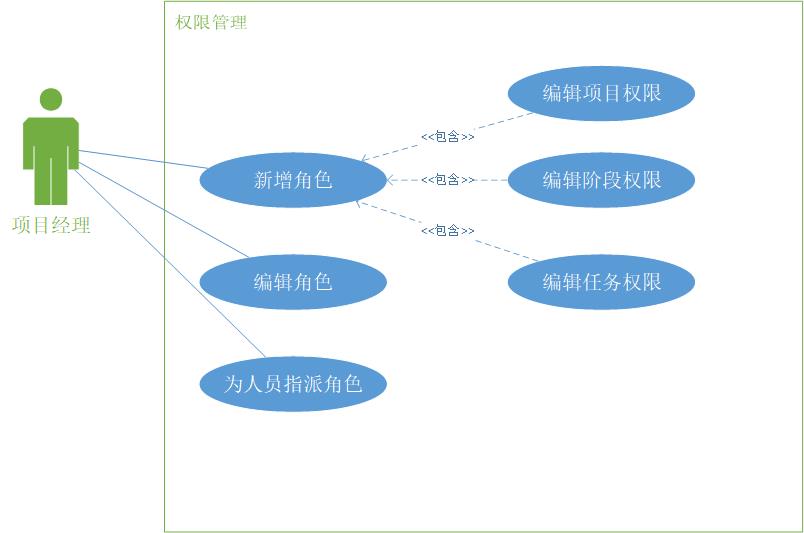 权限管理
编辑项目权限
<<包含>>
新增角色
<<包含>>
编辑阶段权限
项目经理
<<包含>>
编辑角色
编辑任务权限
为人员指派角色